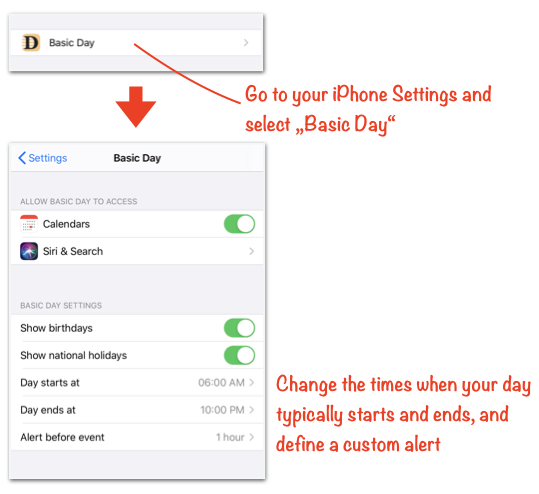 D
Basic Day
Go to your iPhone Settings and
select „Basic Day“
Settings
Basic Day
ALLOW BASIC DAY TO ACCESS
Calendars
Siri & Search
BASIC DAY SETTINGS
Show birthdays
Show national holidays
Day starts at 06:00 AM
Day ends at 10:00 PM
Alert before event 1 hour
Change the times when your day
typically starts and ends, and
define a custom alert